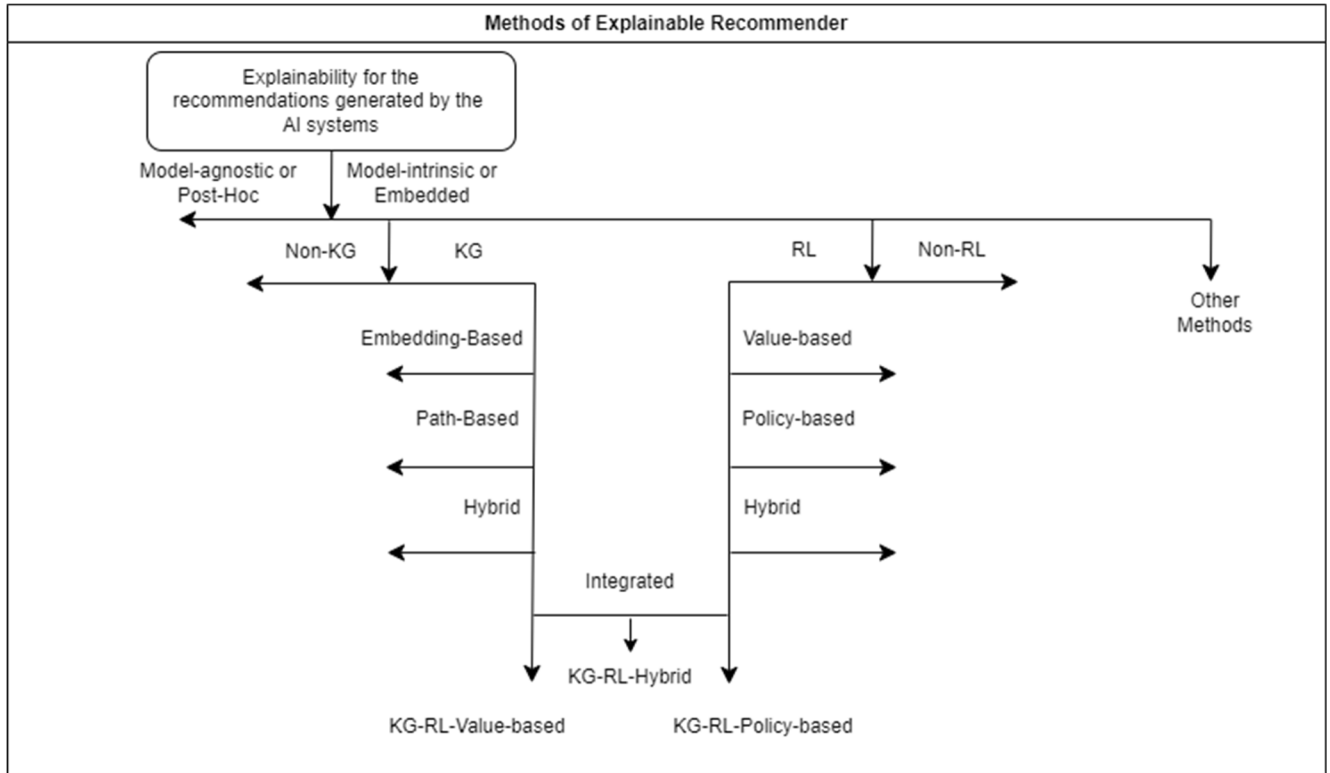 Methods of Explainable Recommender
Explainability for the
recommendations generated by the
AI systems
Model-agnostic or
Post-Hoc
Model-intrinsic or
Embedded
Non-KG
KG
RL
Non-RL
Other
Methods
Embedding-Based
Value-based
Path-Based
Policy-based
Hybrid
Hybrid
Integrated
KG-RL-Hybrid
KG-RL-Value-based
KG-RL-Policy-based